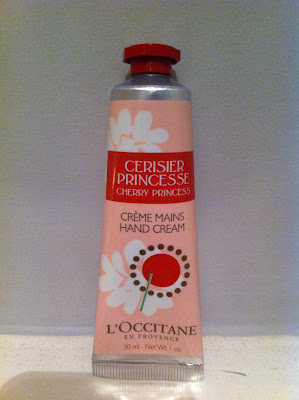 CERISIER
PRINCESSE
CHERRY PRINCESS
CRÈME MAINS
HAND CREAM
L'OCCITANE
EN PROVENCE
30 ml - Net Wt. 1 oz.